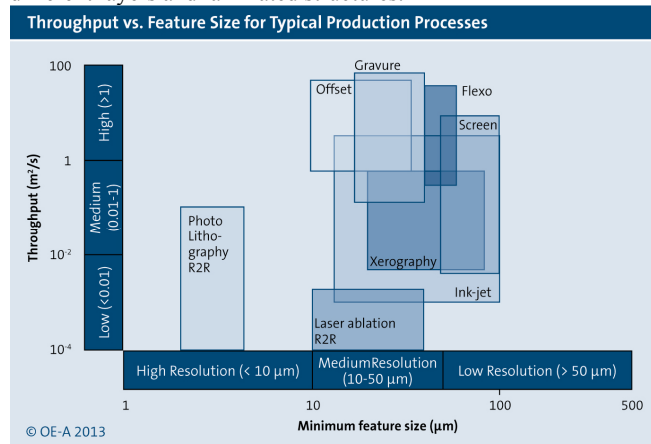 Throughput vs. Feature Size for Typical Production Processes
100
1
10-2
10-4
Throughput (m²/s)
High (>1)
Medium
(0.01-1)
Low (<0.01)
Gravure
Offset
Flexo
Screen
Photo
Litho-
graphy
R2R
Xerography
Ink-jet
Laser ablation
R2R
High Resolution (< 10 µm)
MediumResolution
(10-50 µm)
Low Resolution (> 50 µm)
1
10
100
500
Minimum feature size (µm)
© OE-A 2013